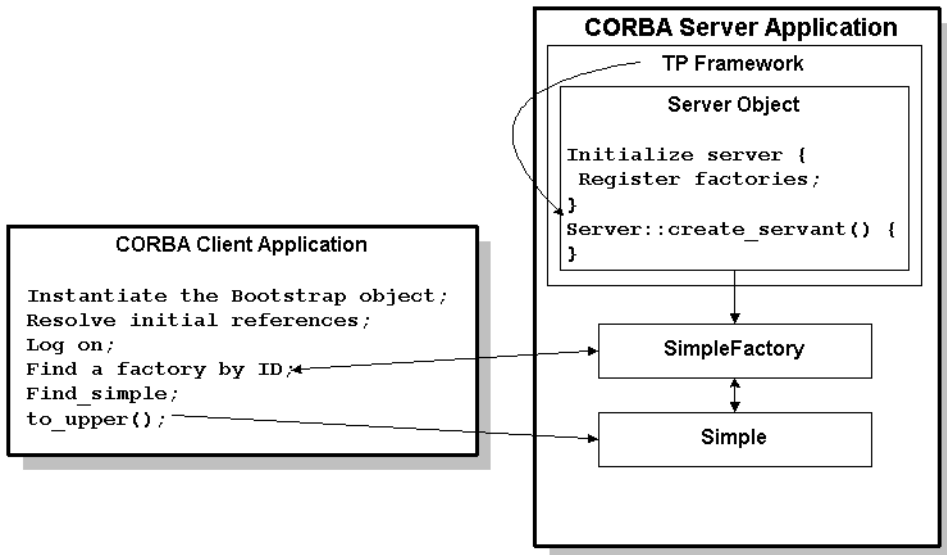 CORBA Server Application
TP Framework
Server Object
Initialize server {
Register factories;
}
Server::create_servant() {
}
SimpleFactory
Simple
CORBA Client Application
Instantiate the Bootstrap object;
Resolve initial references;
Log on;
Find a factory by ID;
Find_simple;
to_upper();